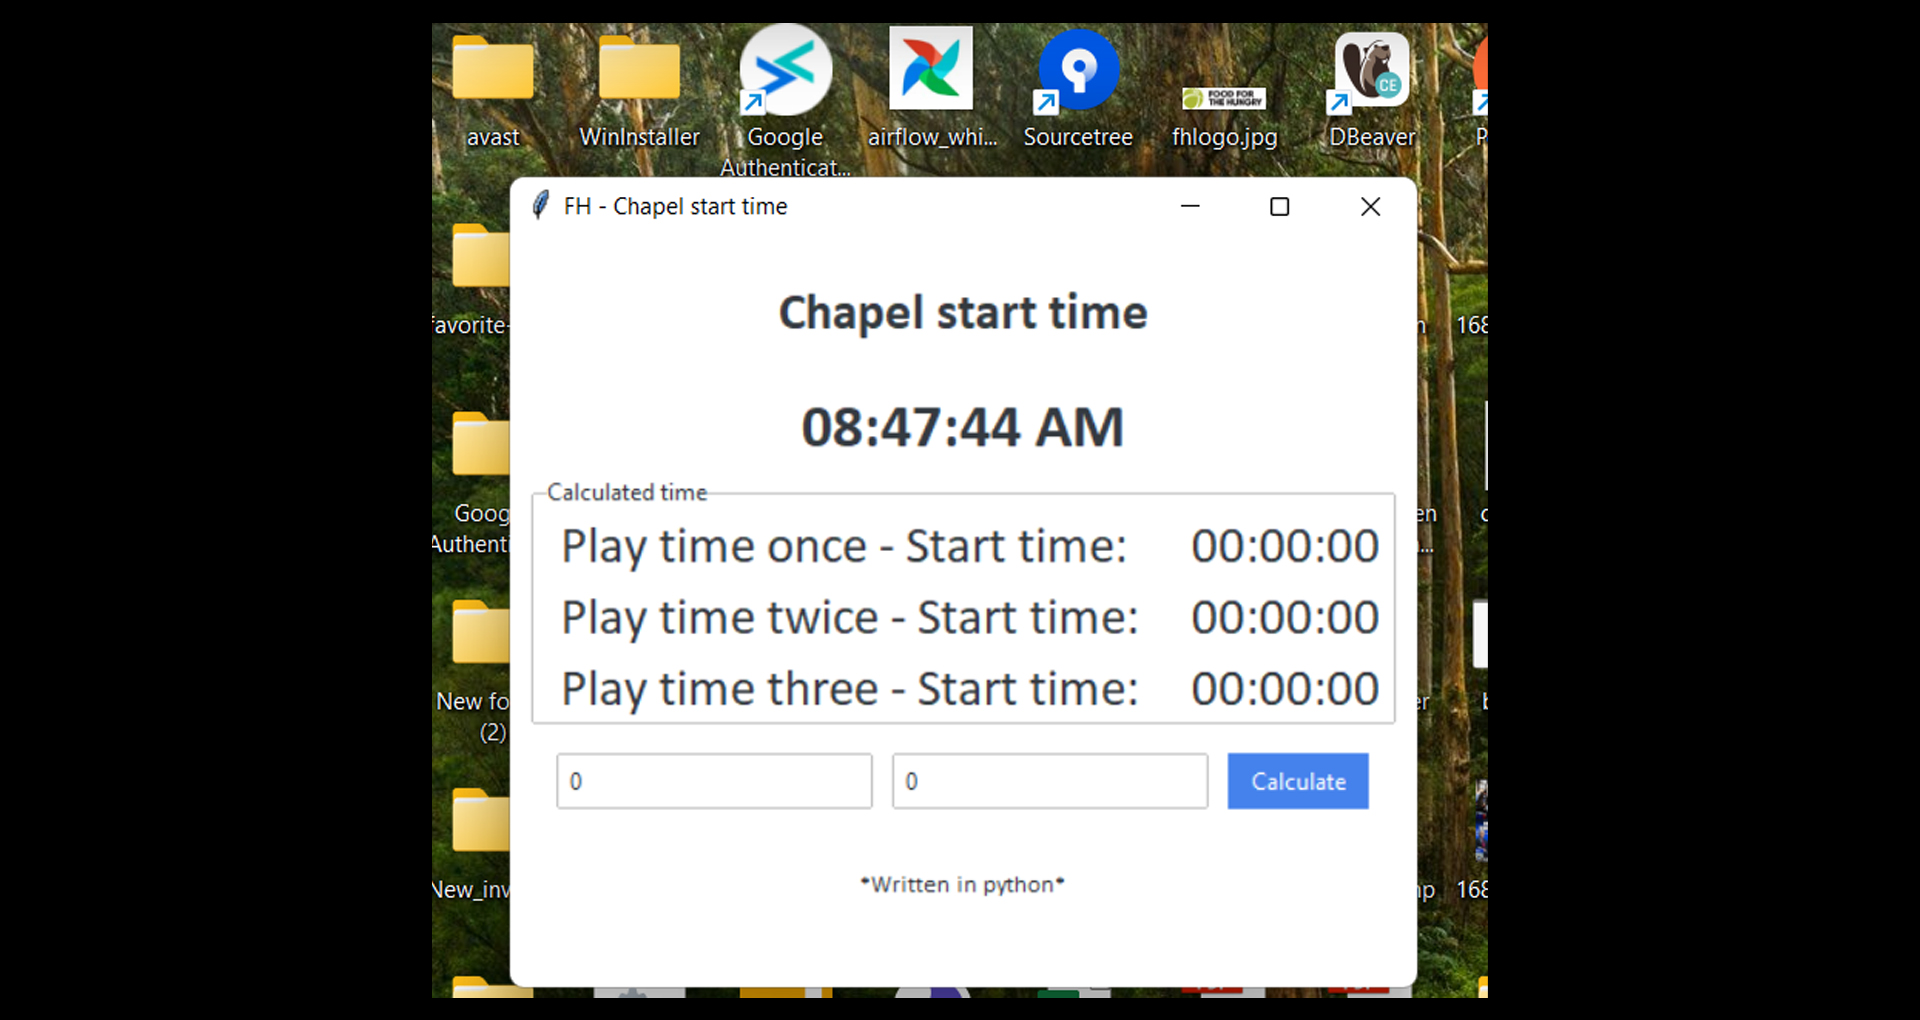 avast
WinInstaller
Google
Authenticat...
airflow_whi...
Sourcetree
FOOD FOR
THE HUNGRY
fhlogo.jpg
CE
DBeaver
FH - Chapel start time
Chapel start time
08:47:44 AM
Calculated time
Play time once - Start time: 00:00:00
Play time twice - Start time: 00:00:00
Play time three - Start time: 00:00:00
0
0
Calculate
*Written in python*
favorite-
Goog
Authenti
New fo
(2)
New_inv
168
168